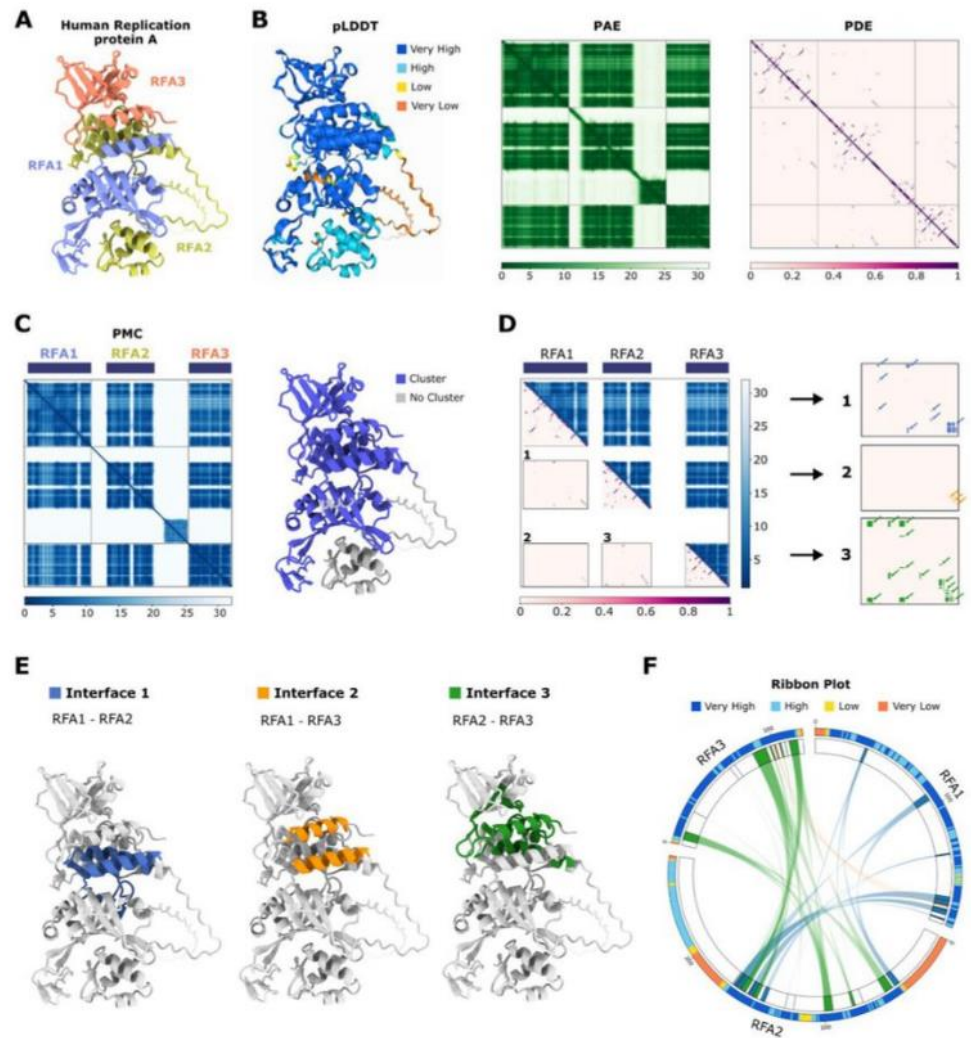 A
Human Replication
protein A
RFA3
RFA1
RFA2
B
pLDDT
Very High
High
Low
Very Low
PAE
0 5 10 15 20 25 30
PDE
0 0.2 0.6 0.8 1
C
PMC
RFA1 RFA2 RFA3
0 5 10 15 20 25 30
Cluster
No Cluster
D
RFA1 RFA2 RFA3
1
2 3
0 0.2 0.6 0.8 1
30
25
20
15
10
5
1
2
3
E
Interface 1
RFA1 - RFA2
Interface 2
RFA1 - RFA3
Interface 3
RFA2 - RFA3
F
Ribbon Plot
Very High High Low Very Low
RFA3
RFA1
RFA2